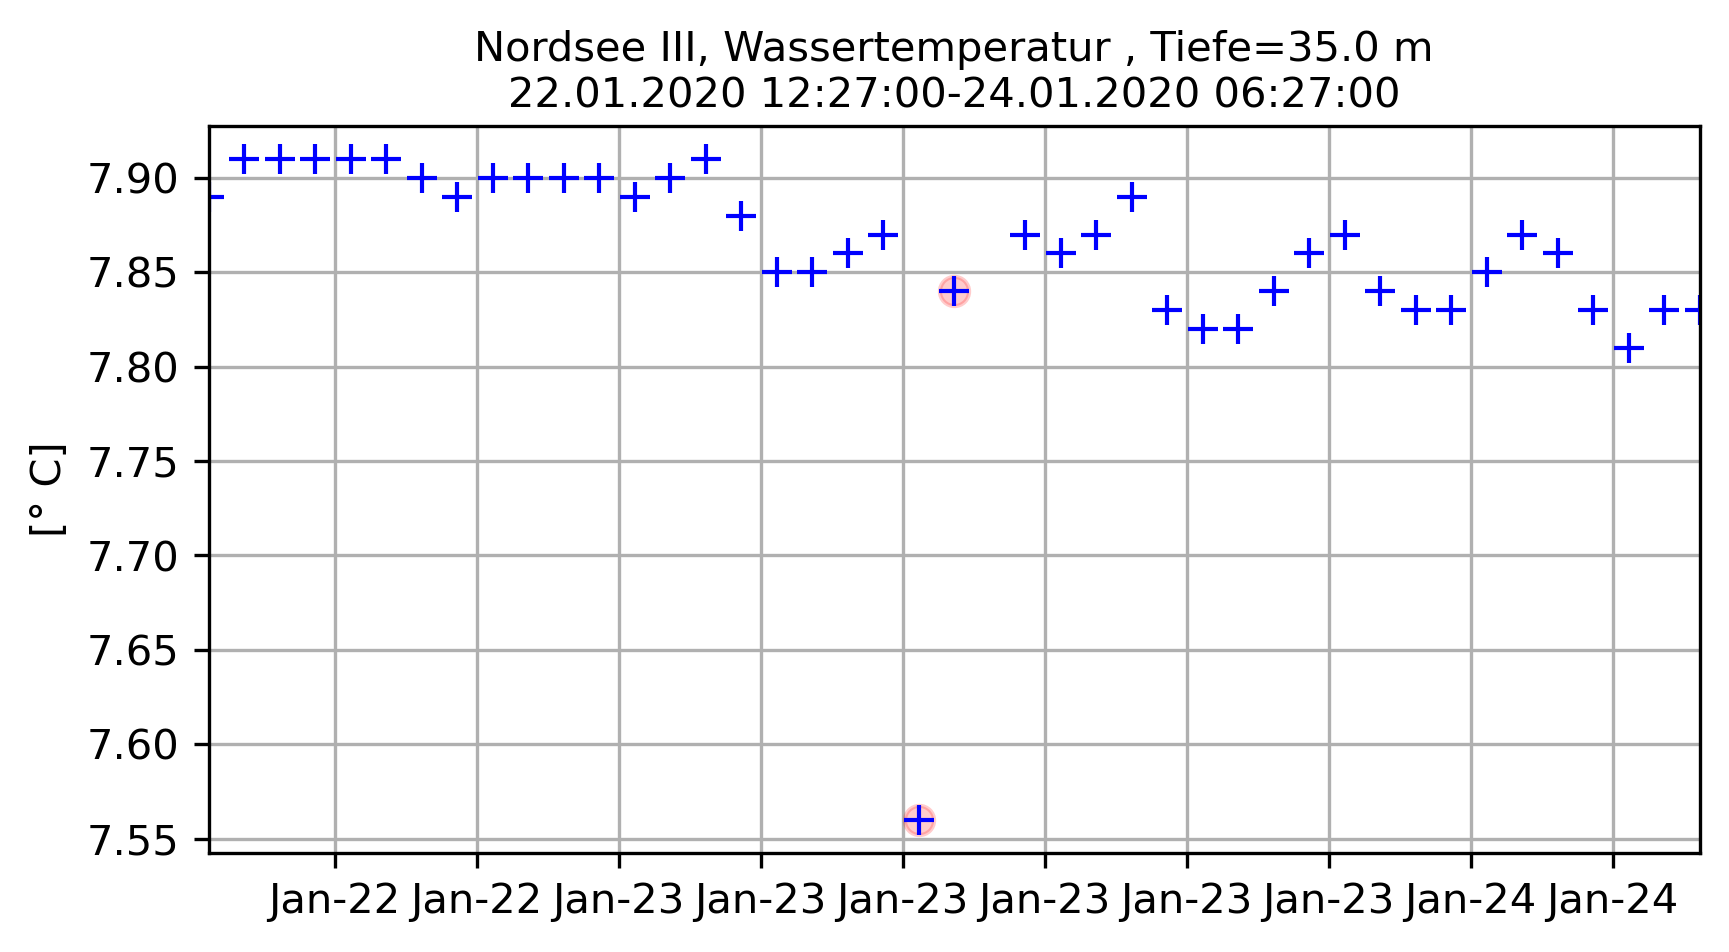 Nordsee III, Wassertemperatur , Tiefe=35.0 m
22.01.2020 12:27:00-24.01.2020 06:27:00
[° C]
7.90
7.85
7.80
7.75
7.70
7.65
7.60
7.55
Jan-22 Jan-22 Jan-23 Jan-23 Jan-23 Jan-23 Jan-23 Jan-23 Jan-24 Jan-24